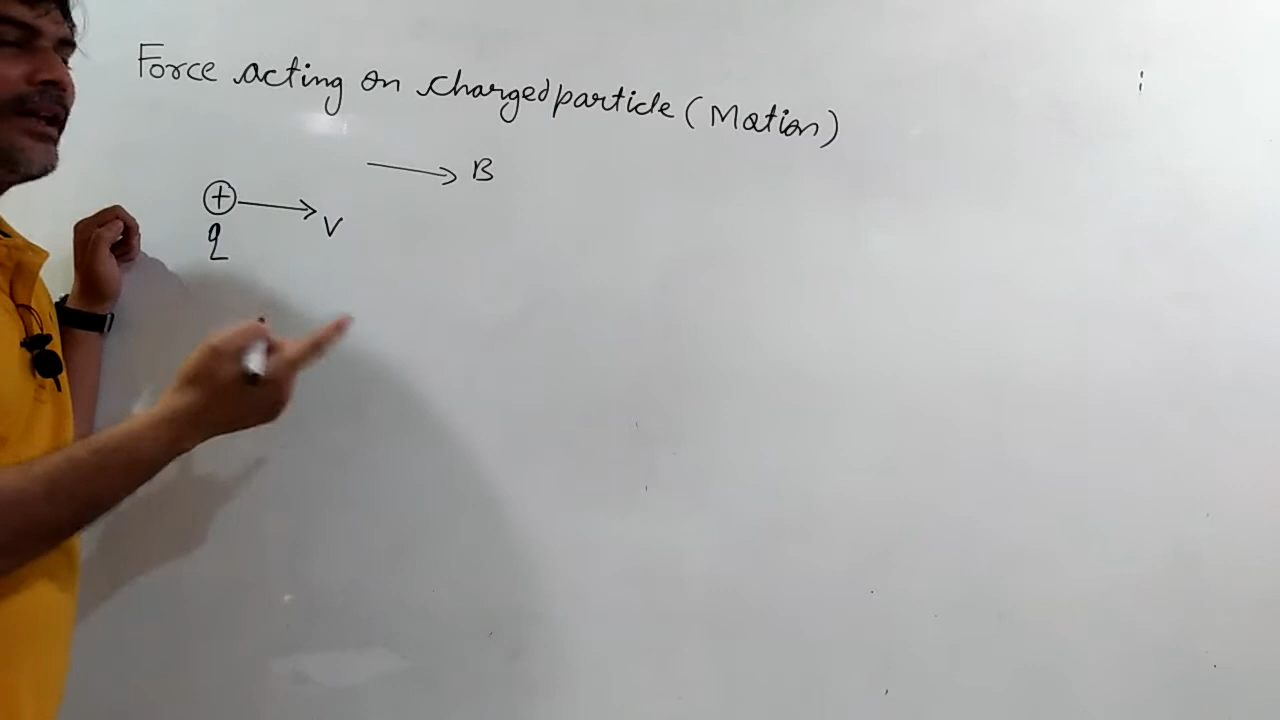 Force acting on charged particle (Motion)
B
+
V
q